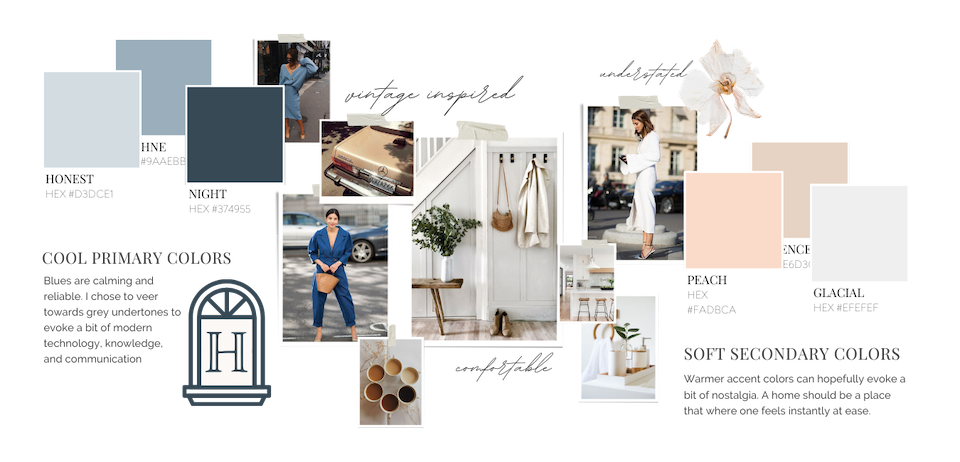 HNE
#9AAEBB
HONEST
HEX #D3DCE1
NIGHT
HEX #374955
COOL PRIMARY COLORS
Blues are calming and
reliable. I chose to veer
towards grey undertones to
evoke a bit of modern
technology, knowledge,
and communication
H
vintage inspired
understated
comfortable
ENCE
E6D3
PEACH
HEX
#FADBCA
GLACIAL
HEX #EFEFEF
SOFT SECONDARY COLORS
Warmer accent colors can hopefully evoke a
bit of nostalgia. A home should be a place
that where one feels instantly at ease.